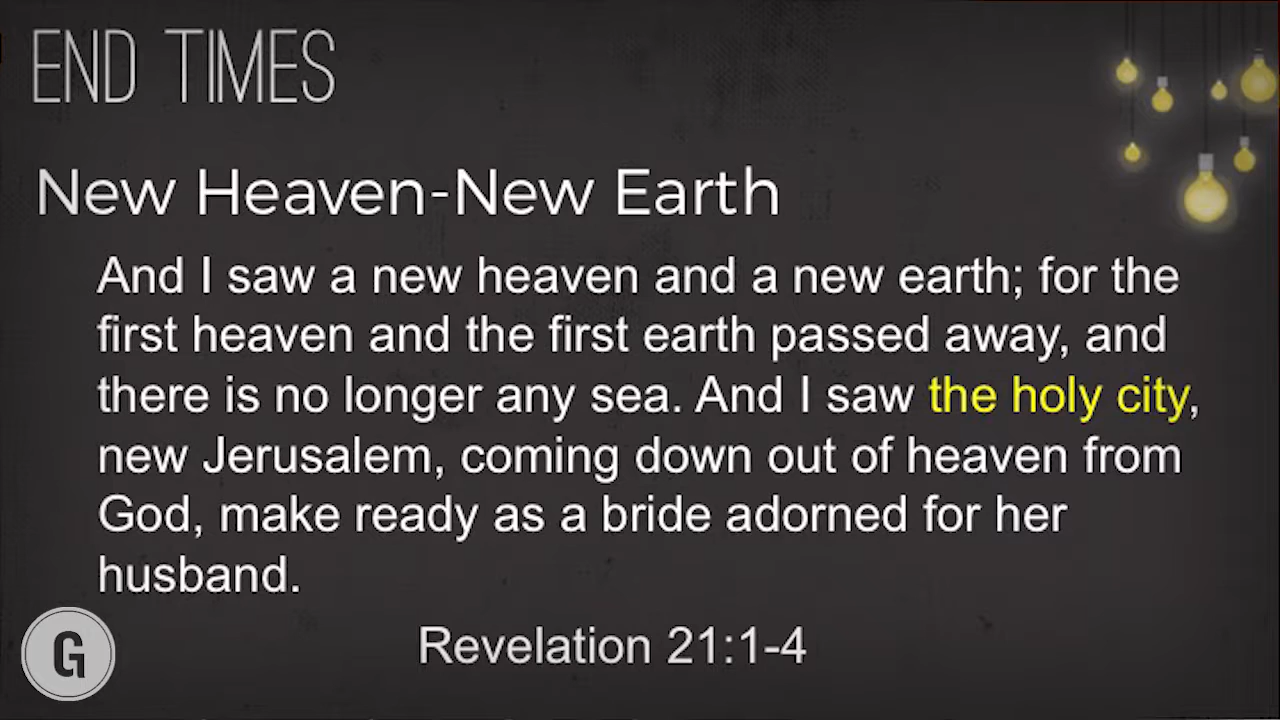 END TIMES
New Heaven-New Earth
And I saw a new heaven and a new earth; for the
first heaven and the first earth passed away, and
there is no longer any sea. And I saw the holy city,
new Jerusalem, coming down out of heaven from
God, make ready as a bride adorned for her
husband.
Revelation 21:1-4
G